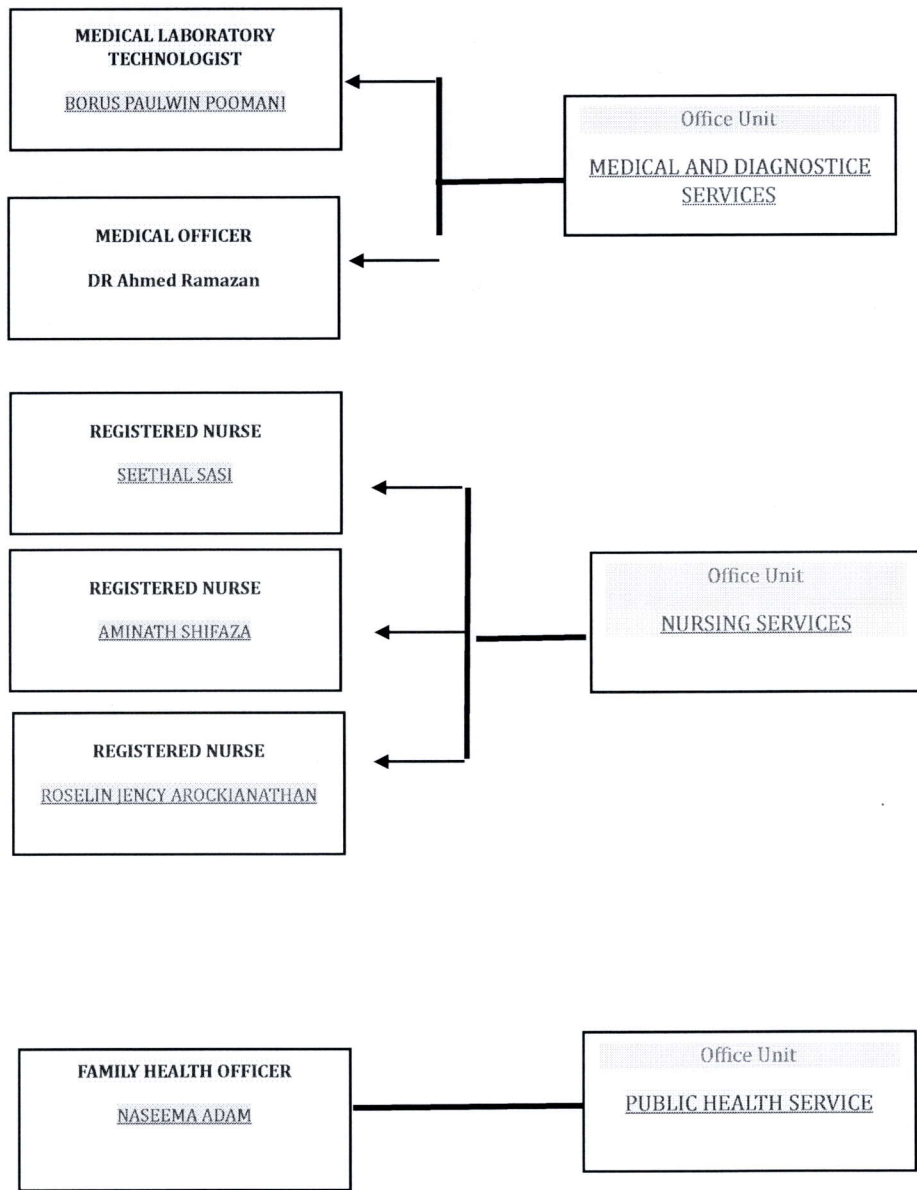 MEDICAL LABORATORY
TECHNOLOGIST
BORUS PAULWIN POOMANI
Office Unit
MEDICAL AND DIAGNOSTICE
SERVICES
MEDICAL OFFICER
DR Ahmed Ramazan
REGISTERED NURSE
SEETHAL SASI
REGISTERED NURSE
AMINATH SHIFAZA
Office Unit
NURSING SERVICES
REGISTERED NURSE
ROSELIN JENCY AROCKIANATHAN
FAMILY HEALTH OFFICER
NASEEMA ADAM
Office Unit
PUBLIC HEALTH SERVICE